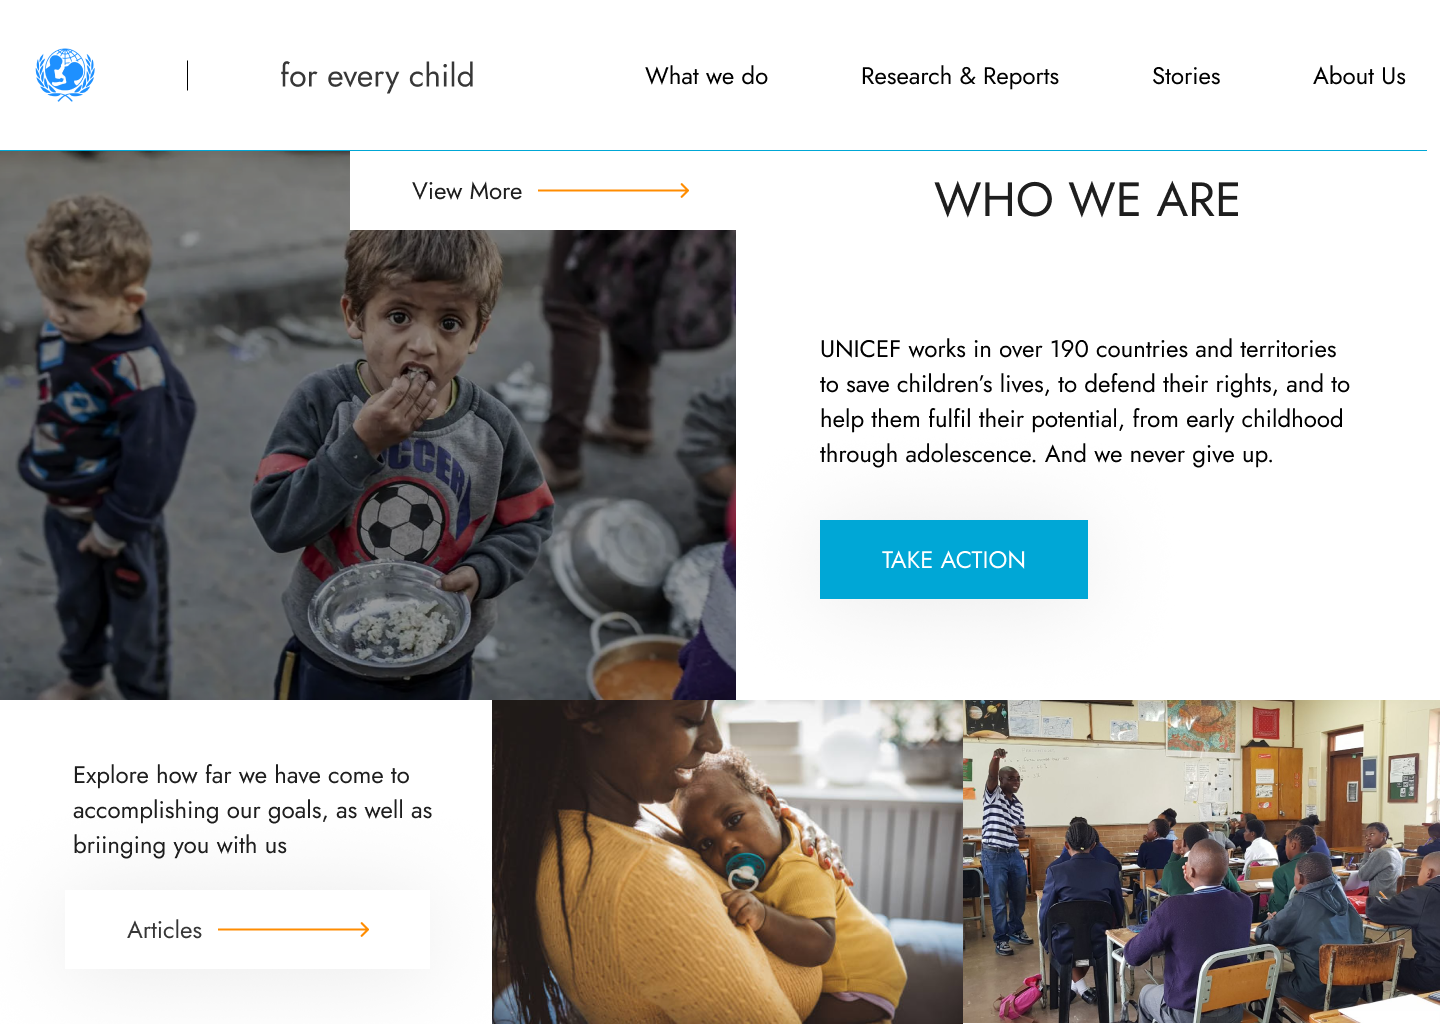 for every child
What we do
Research & Reports
Stories
About Us
View More
WHO WE ARE
UNICEF works in over 190 countries and territories
to save children’s lives, to defend their rights, and to
help them fulfil their potential, from early childhood
through adolescence. And we never give up.
SOCCER
TAKE ACTION
Explore how far we have come to
accomplishing our goals, as well as
briinging you with us
Articles